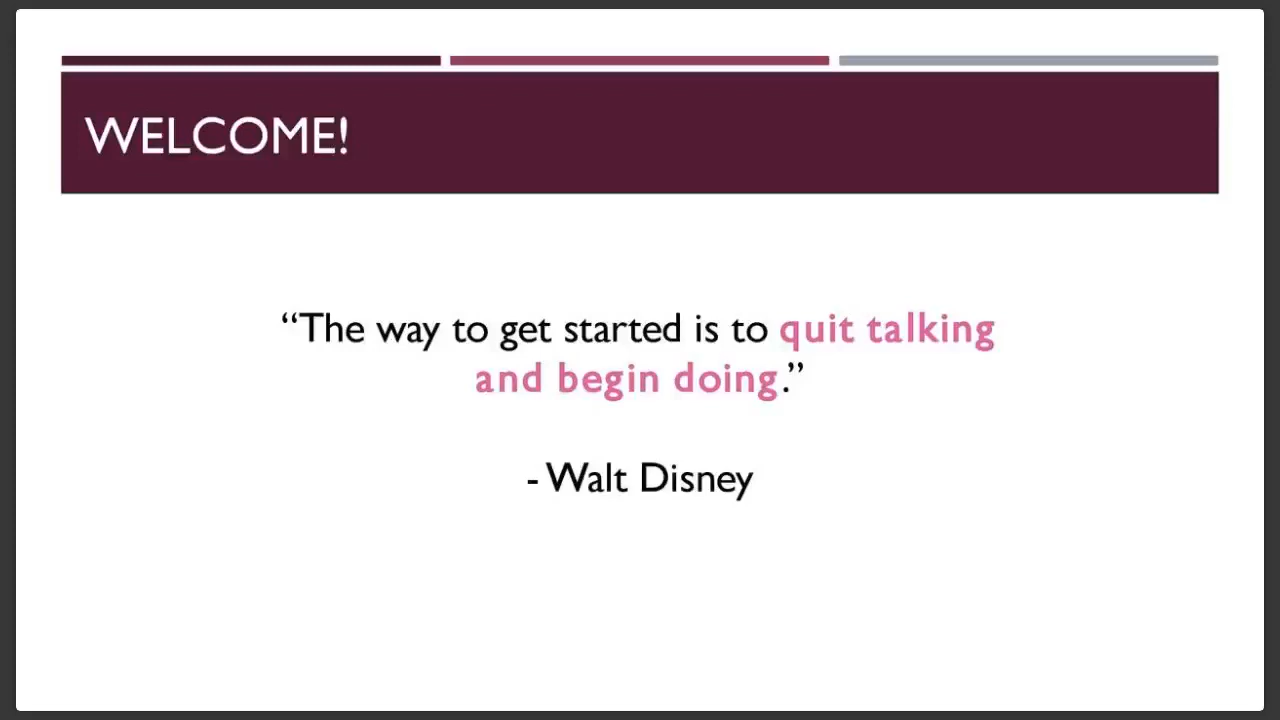 WELCOME!
“The way to get started is to quit talking
and begin doing.”
- Walt Disney